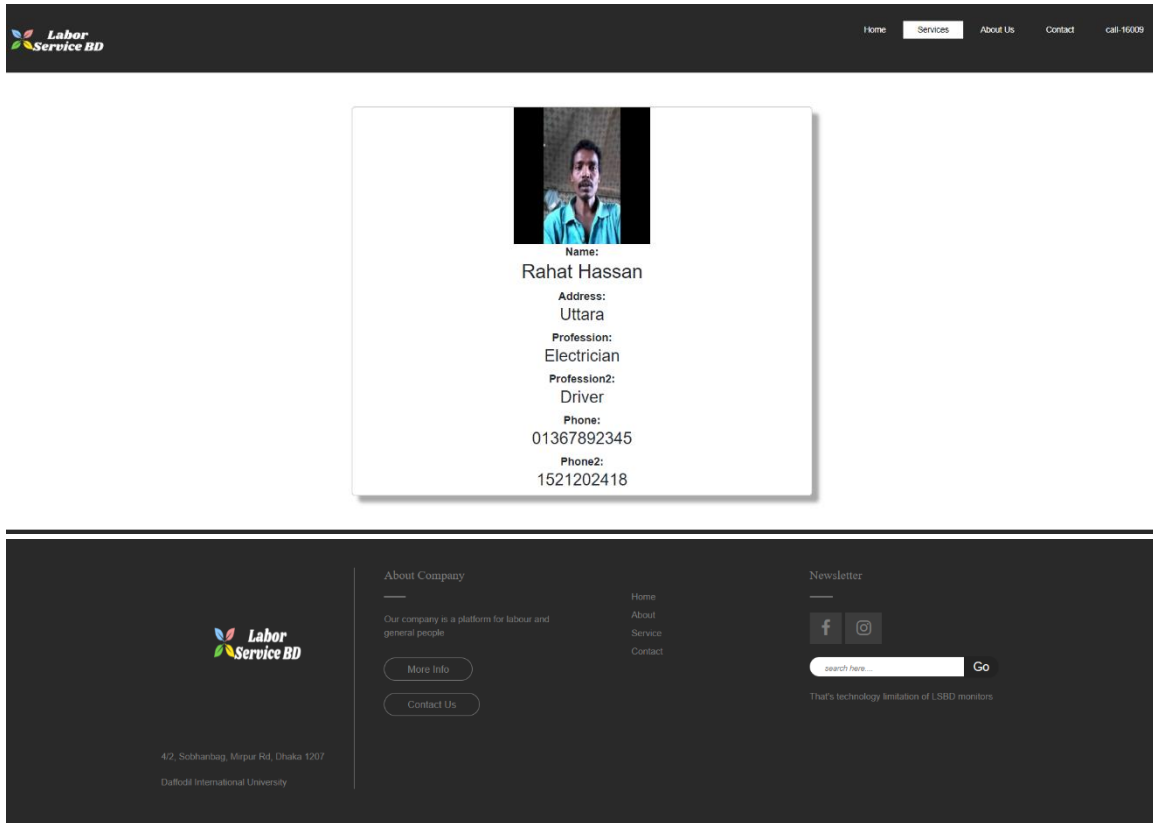 Labor
Service BD
Home Services About Us Contact call-16009
Name:
Rahat Hassan
Address:
Uttara
Profession:
Electrician
Profession2:
Driver
Phone:
01367892345
Phone2:
1521202418
Labor
Service BD
4/2, Sobhanbag, Mirpur Rd, Dhaka 1207
Daffodil International University
About Company
Our company is a platform for labour and
general people
More Info
Contact Us
Home
About
Service
Contact
Newsletter
search here....
Go
That's technology limitation of LSBD monitors